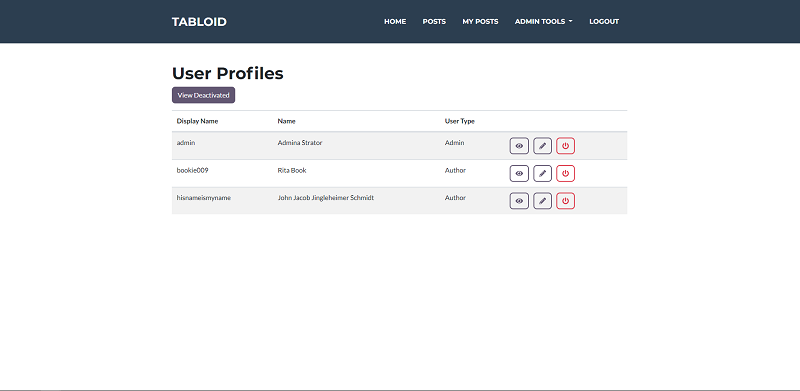 TABLOID HOME POSTS MY POSTS ADMIN TOOLS LOGOUT
User Profiles
View Deactivated
Display Name Name User Type
admin Admina Strator Admin
bookie009 Rita Book Author
hisnameismyname John Jacob Jingleheimer Schmidt Author